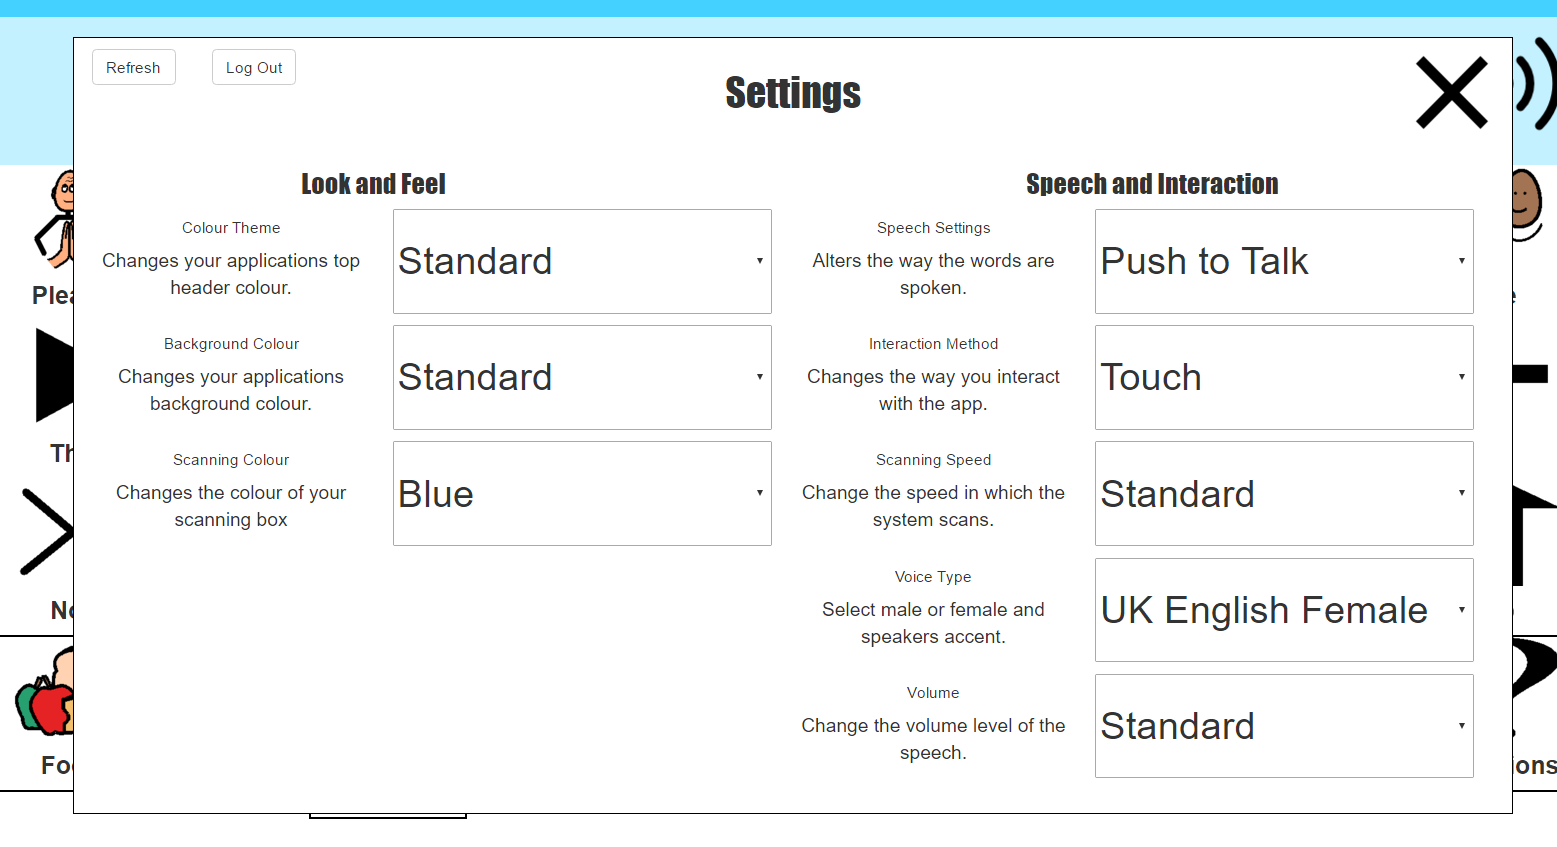 Refresh
Log Out
Settings
Look and Feel
Colour Theme
Changes your applications top
header colour.
Standard
Background Colour
Changes your applications
background colour.
Standard
Scanning Colour
Changes the colour of your
scanning box
Blue
Speech and Interaction
Speech Settings
Alters the way the words are
spoken.
Push to Talk
Interaction Method
Changes the way you interact
with the app.
Touch
Scanning Speed
Change the speed in which the
system scans.
Standard
Voice Type
Select male or female and
speakers accent.
UK English Female
Volume
Change the volume level of the
speech.
Standard